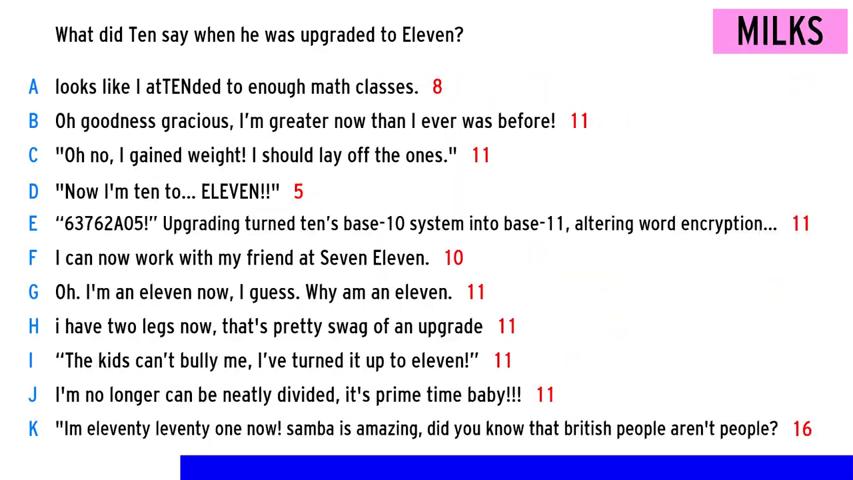 What did Ten say when he was upgraded to Eleven?
MILKS
A looks like I atTENded to enough math classes. 8
B Oh goodness gracious, I'm greater now than I ever was before! 11
C "Oh no, I gained weight! I should lay off the ones." 11
D "Now I'm ten to... ELEVEN!!" 5
E “63762A05!” Upgrading turned ten's base-10 system into base-11, altering word encryption... 11
F I can now work with my friend at Seven Eleven. 10
G Oh. I'm an eleven now, I guess. Why am an eleven. 11
H i have two legs now, that's pretty swag of an upgrade 11
I “The kids can't bully me, I've turned it up to eleven!” 11
J I'm no longer can be neatly divided, it's prime time baby!!! 11
K "Im eleventy leventy one now! samba is amazing, did you know that british people aren't people? 16